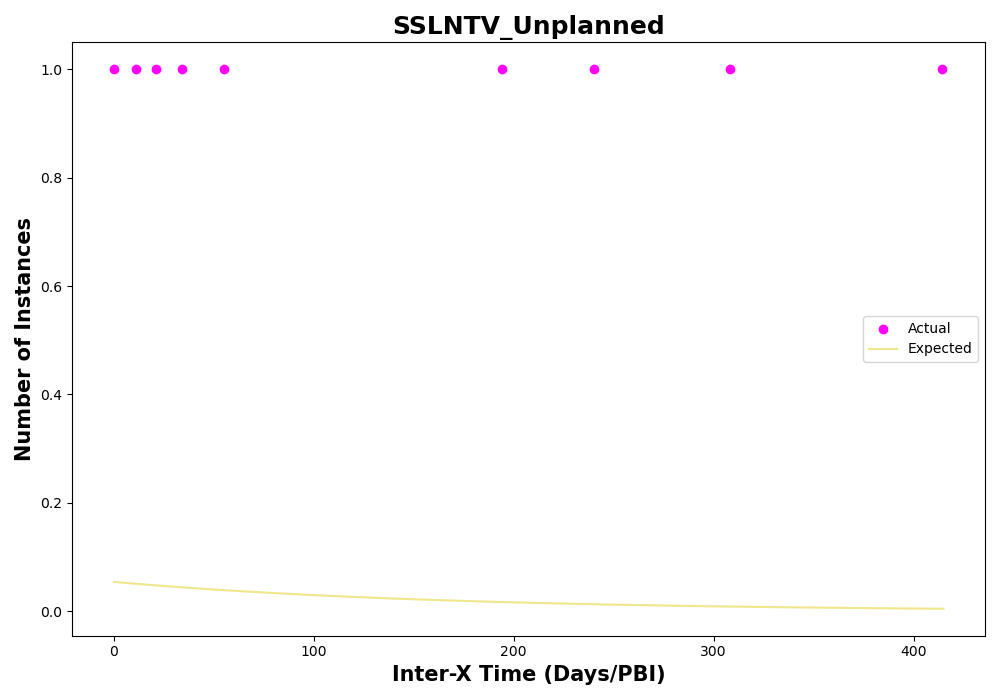 SSLNTV_Unplanned
Number of Instances
1.0
0.8
0.6
0.4
0.2
0.0
Actual
Expected
0 100 200 300 400
Inter-X Time (Days/PBI)